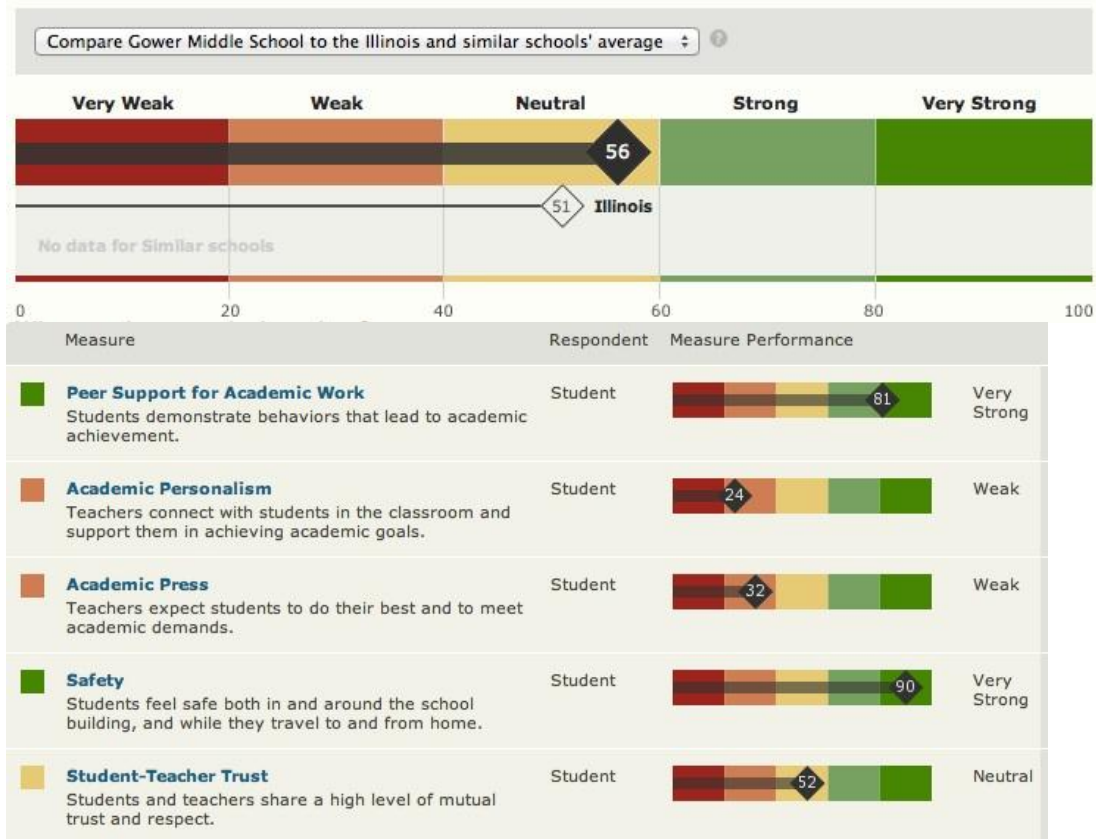 Compare Gower Middle School to the Illinois and similar schools' average
Very Weak Weak Neutral Strong Very Strong
56
51 Illinois
No data for Similar schools
0 20 40 60 80 100
Measure Respondent Measure Performance
Peer Support for Academic Work Student 81 Very Strong
Students demonstrate behaviors that lead to academic
achievement.
Academic Personalism Student 24 Weak
Teachers connect with students in the classroom and
support them in achieving academic goals.
Academic Press Student 32 Weak
Teachers expect students to do their best and to meet
academic demands.
Safety Student 90 Very Strong
Students feel safe both in and around the school
building, and while they travel to and from home.
Student-Teacher Trust Student 52 Neutral
Students and teachers share a high level of mutual
trust and respect.